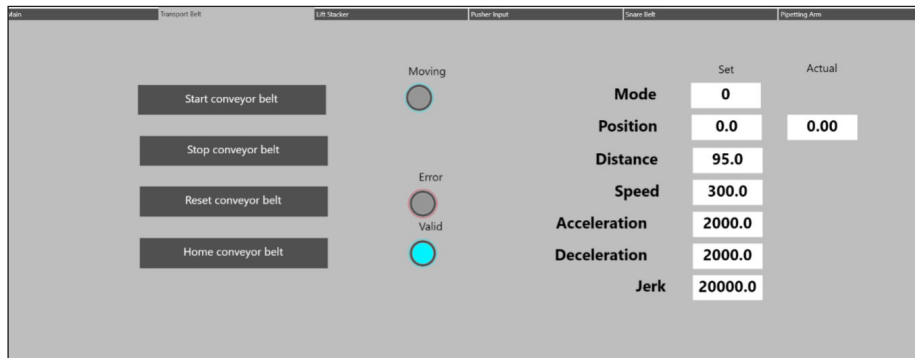 Main Transport Belt Lift Stacker Pusher Input Snare Belt Pipetting Arm
Set Actual
Moving
Start conveyor belt
Mode 0
Position 0.0 0.00
Stop conveyor belt
Distance 95.0
Error
Speed 300.0
Reset conveyor belt
Valid
Acceleration 2000.0
Home conveyor belt
Deceleration 2000.0
Jerk 20000.0